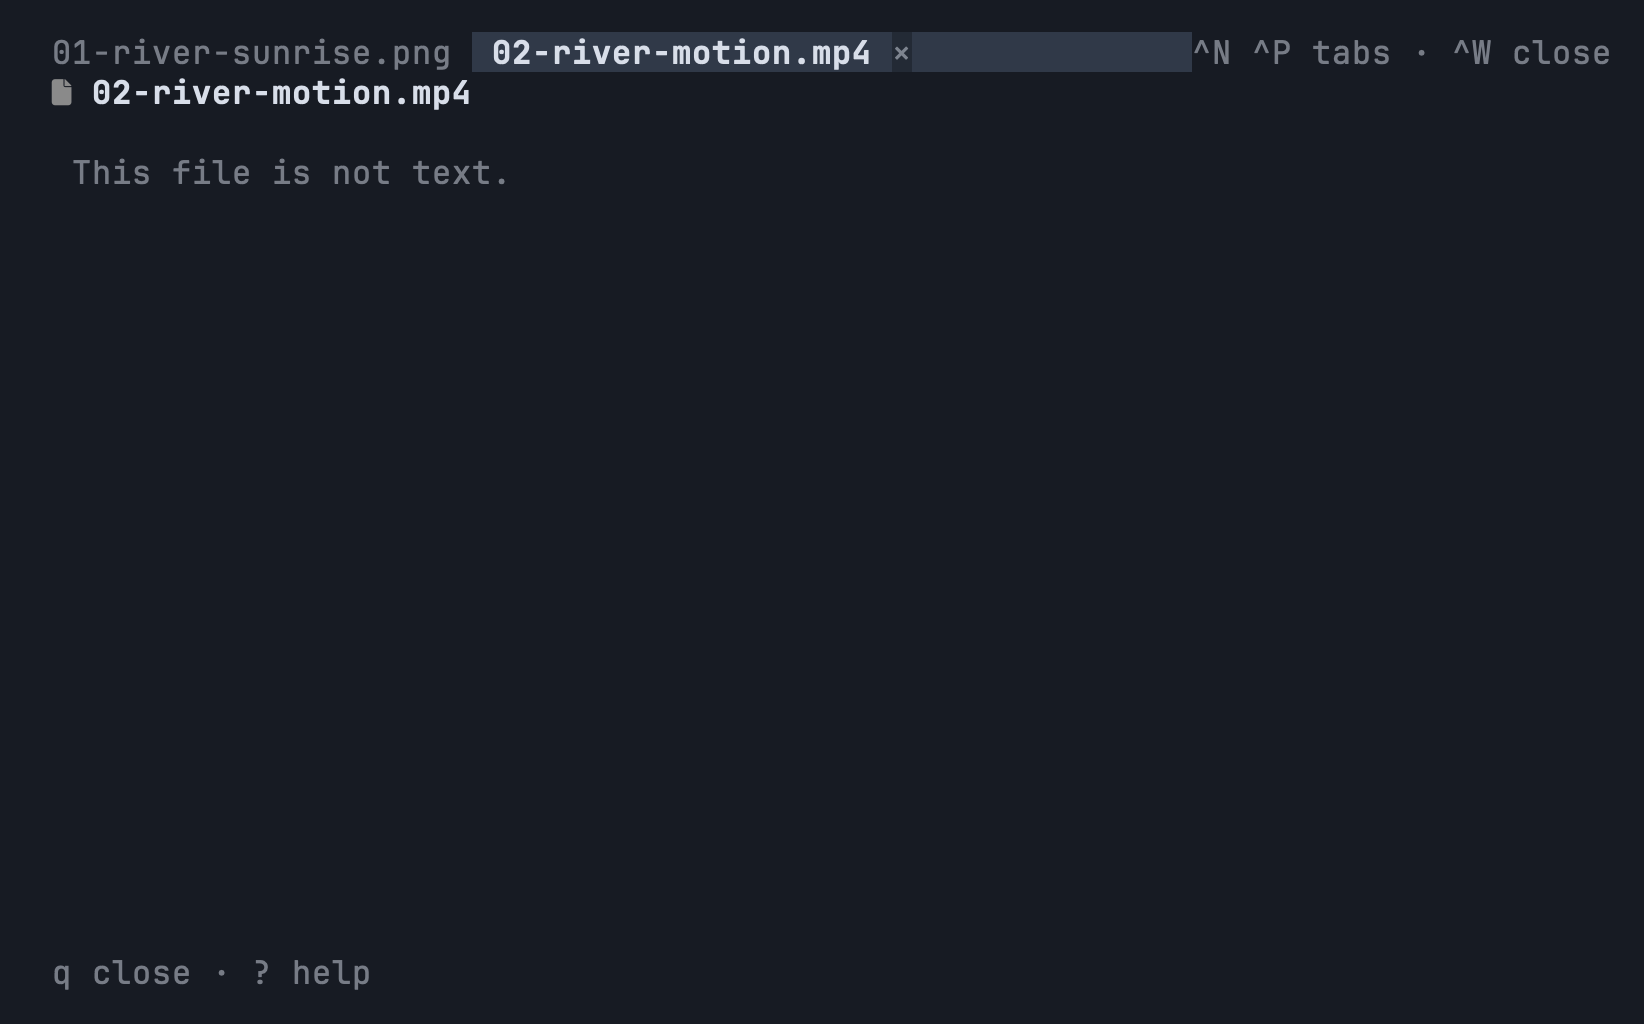 01-river-sunrise.png 02-river-motion.mp4 × ^N ^P tabs · ^W close
02-river-motion.mp4
This file is not text.
q close · ? help